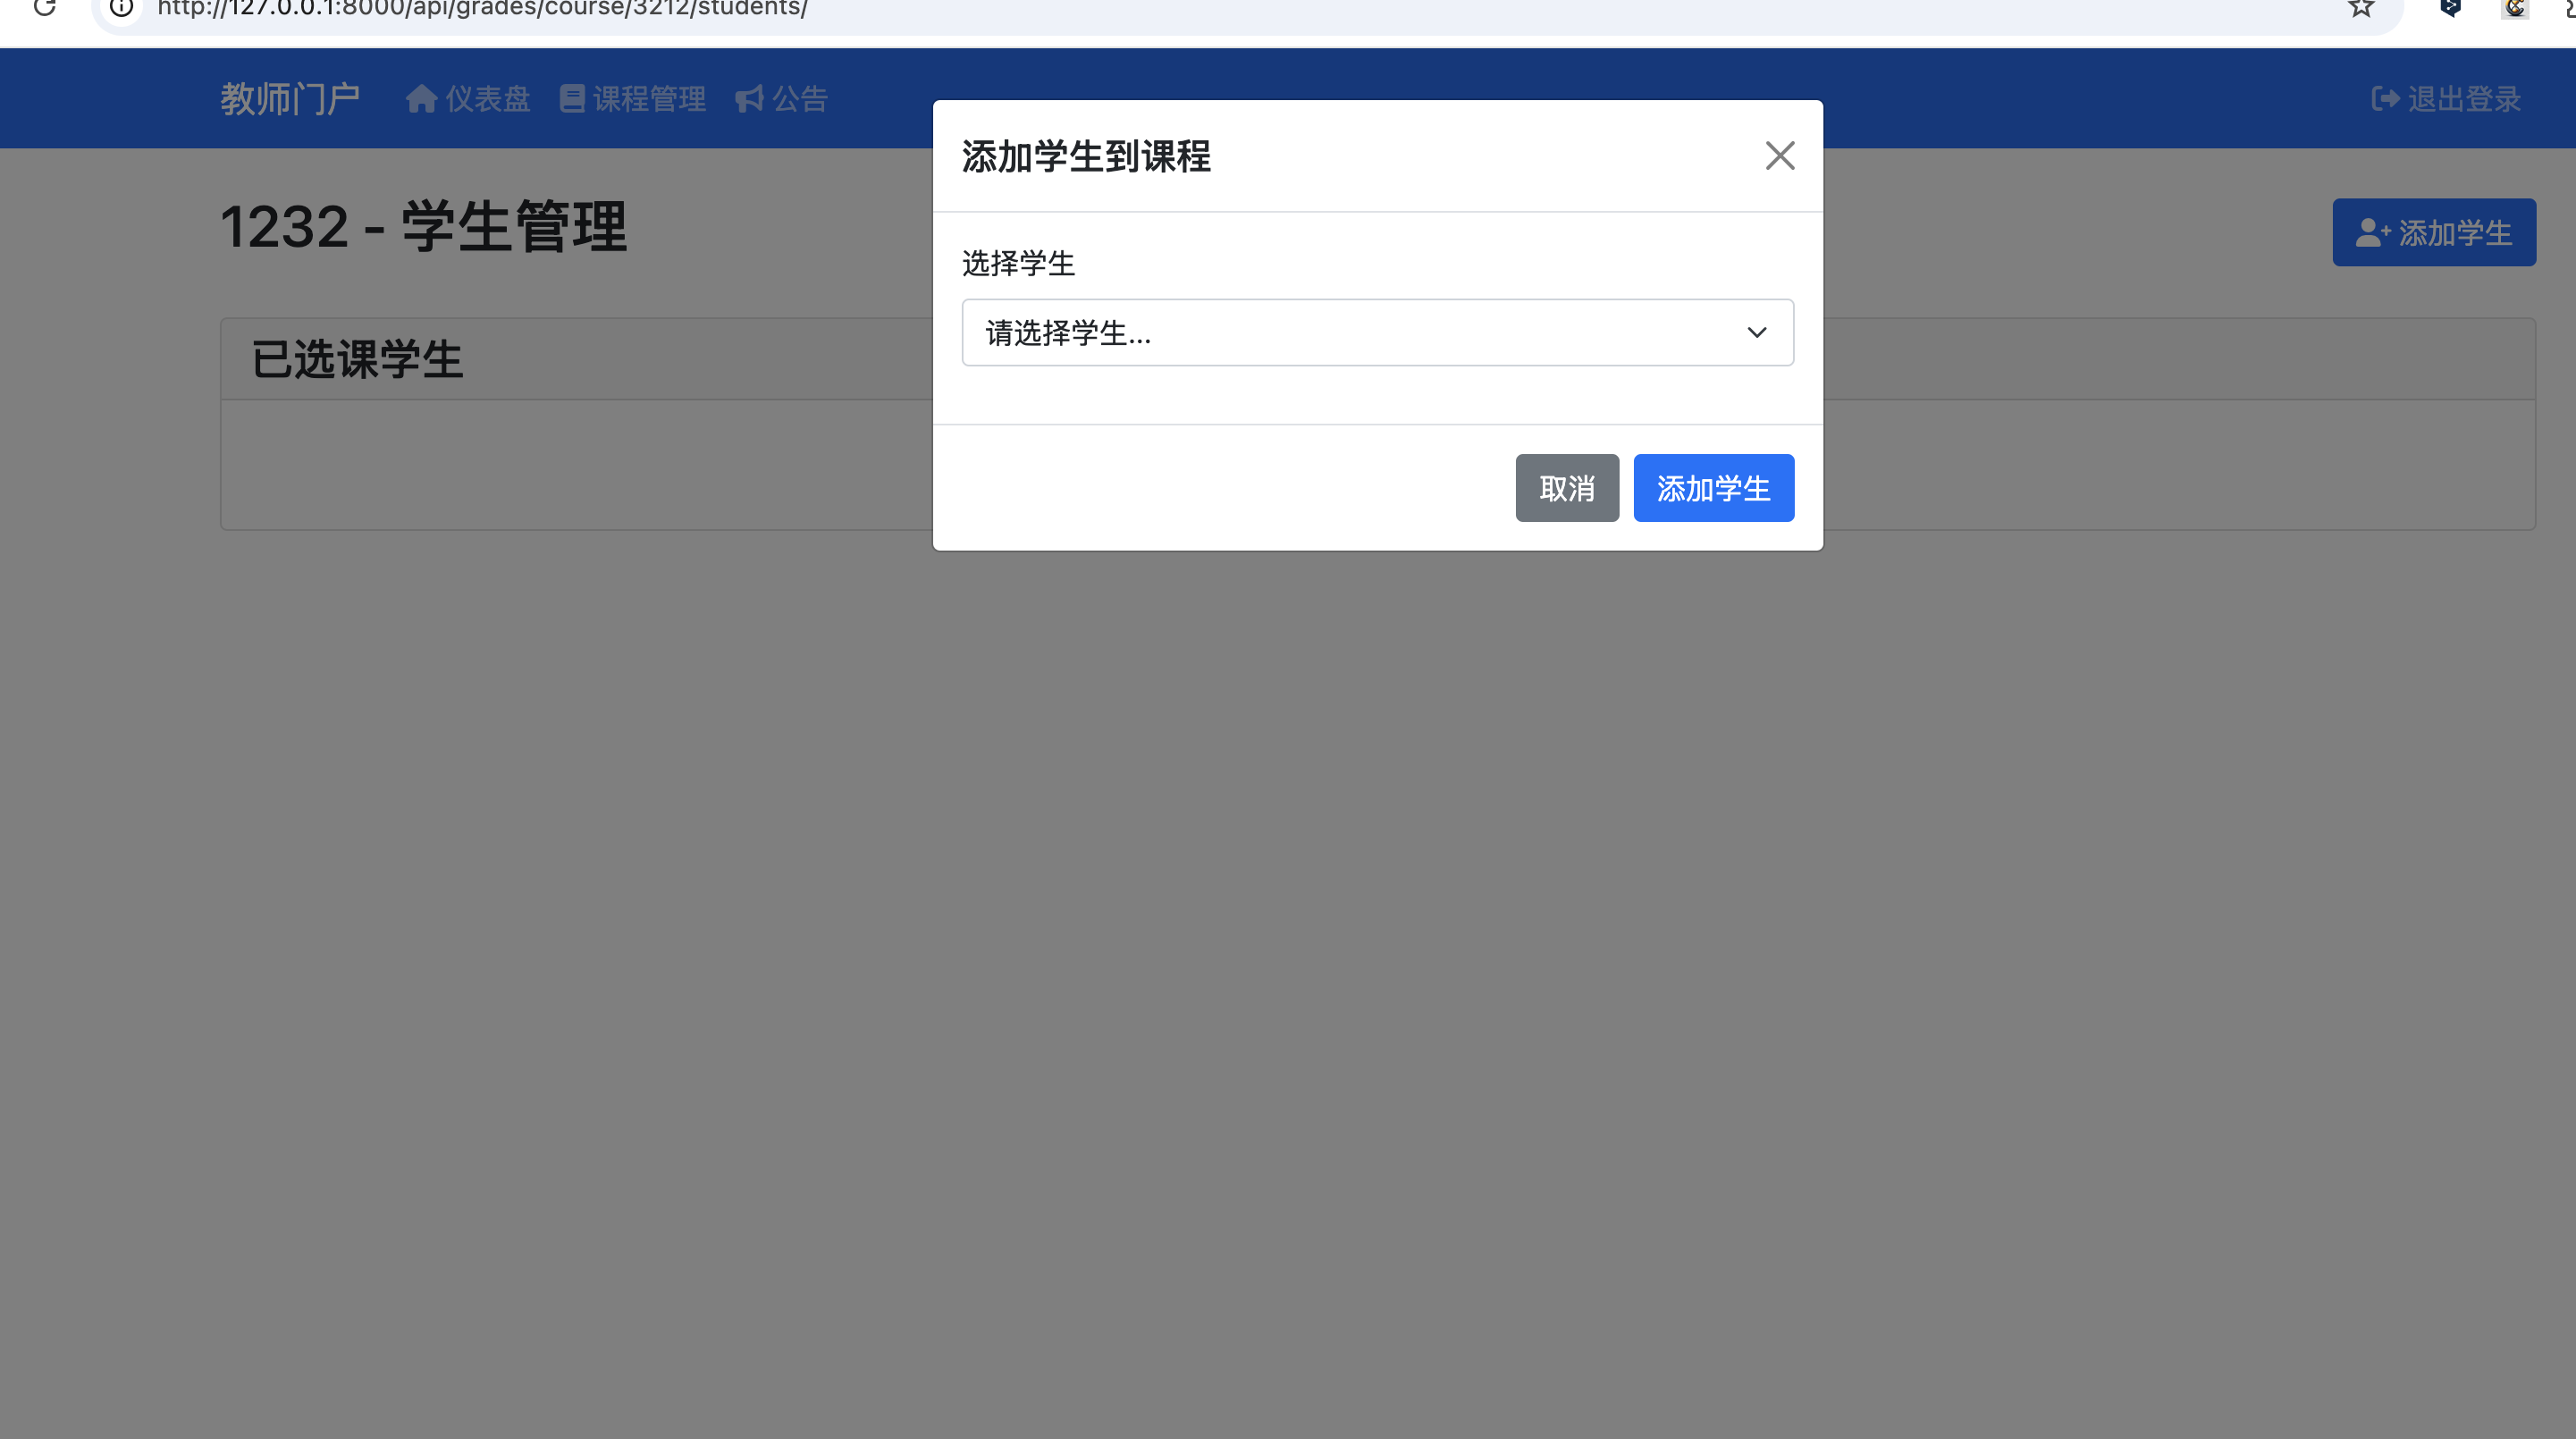 http://127.0.0.1:8000/api/grades/course/3212/students/
教师门户 仪表盘 课程管理 公告 退出登录
添加学生到课程
1232 - 学生管理
添加学生
选择学生
请选择学生...
已选课学生
取消 添加学生